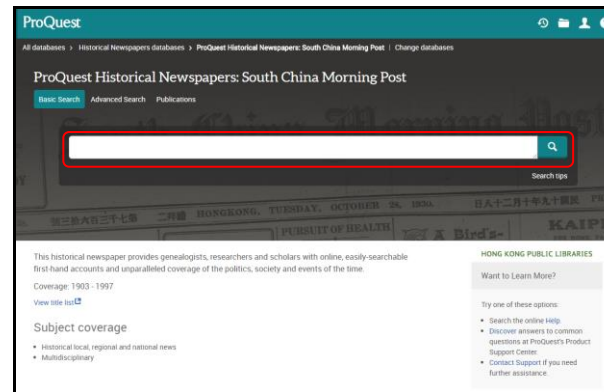 ProQuest
All databases > Historical Newspapers databases > ProQuest Historical Newspapers: South China Morning Post | Change databases
ProQuest Historical Newspapers: South China Morning Post
Basic Search Advanced Search Publications
Search tips
HONGKONG, TUESDAY, OCTOBER 28, 1930.
PURSUIT OF HEALTH
A Bird's-
This historical newspaper provides genealogists, researchers and scholars with online, easily-searchable
first-hand accounts and unparalleled coverage of the politics, society and events of the time.
Coverage: 1903 - 1997
View title list
Subject coverage
• Historical local, regional and national news
• Multidisciplinary
HONG KONG PUBLIC LIBRARIES
Want to Learn More?
Try one of these options:
• Search the online Help.
• Discover answers to common
questions at ProQuest's Product
Support Center.
• Contact Support if you need
further assistance.